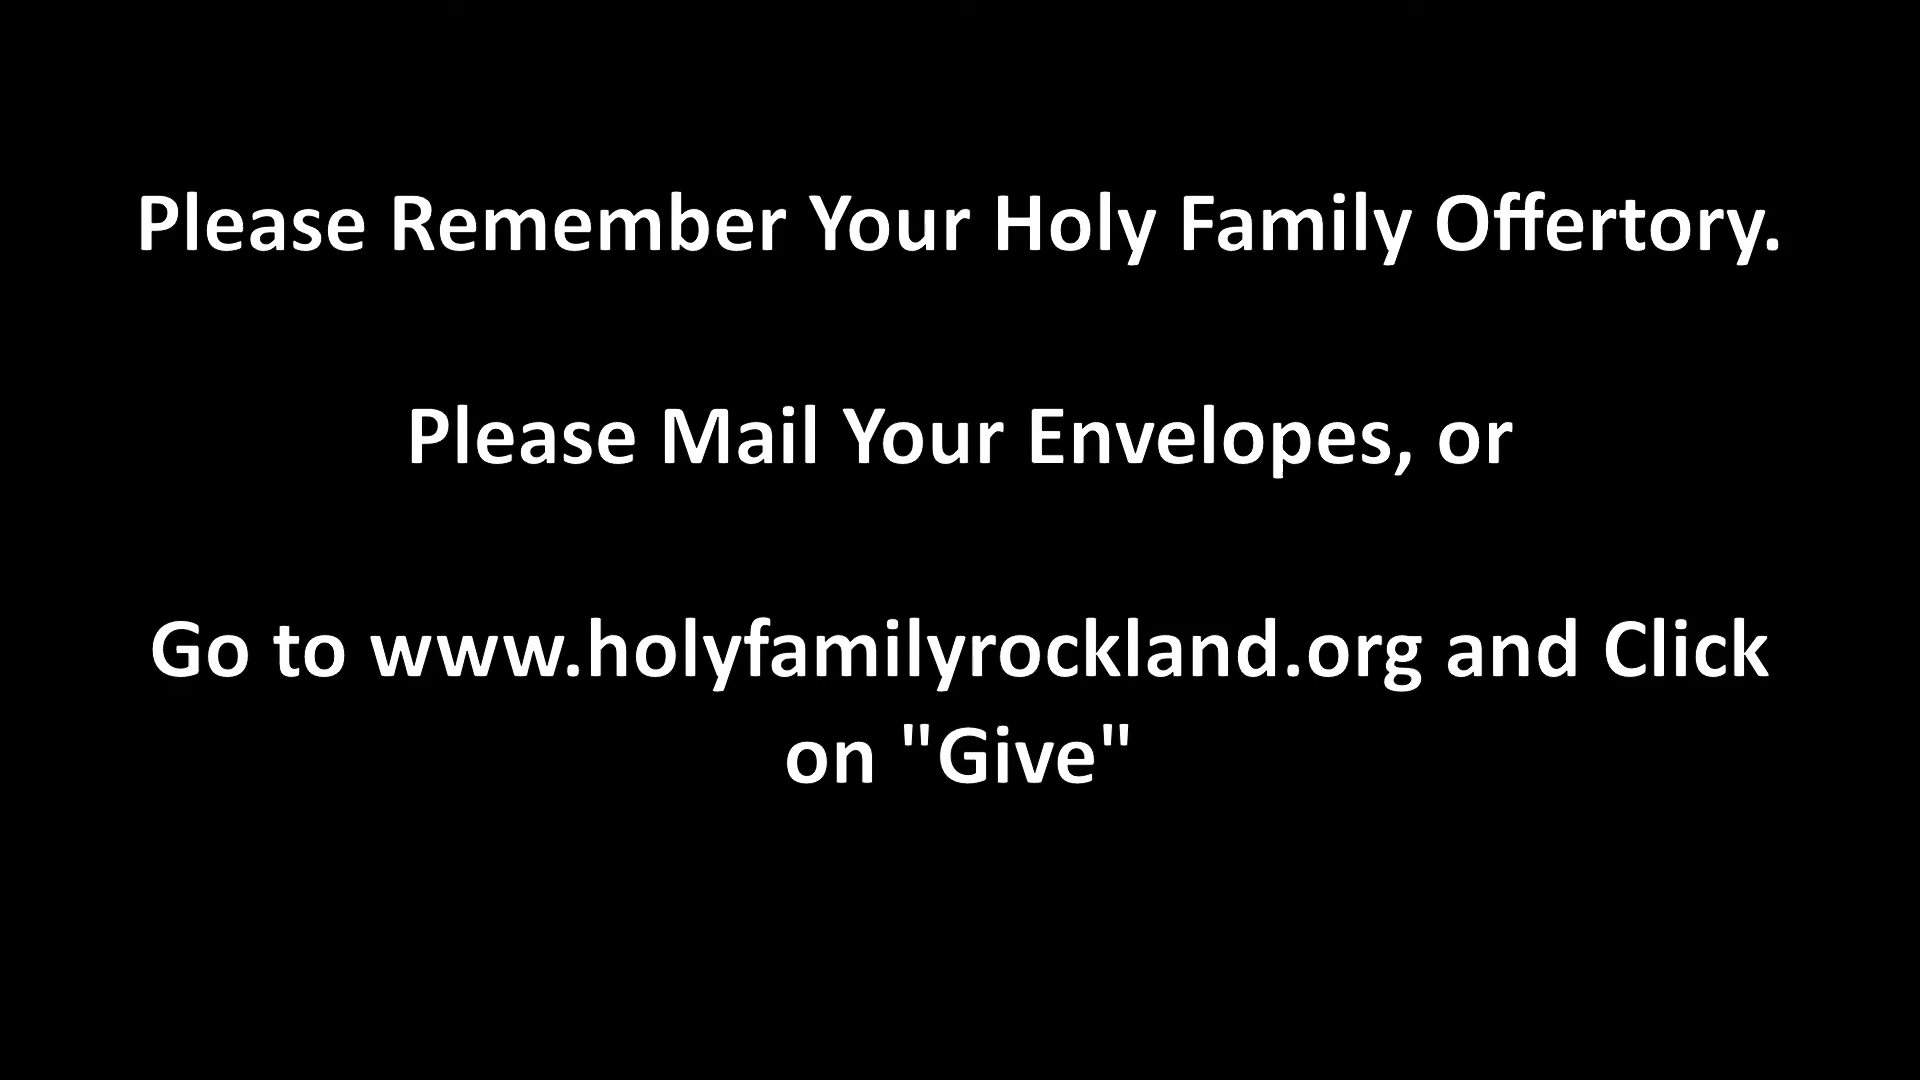 Please Remember Your Holy Family Offertory.
Please Mail Your Envelopes, or
Go to www.holyfamilyrockland.org and Click
on "Give"